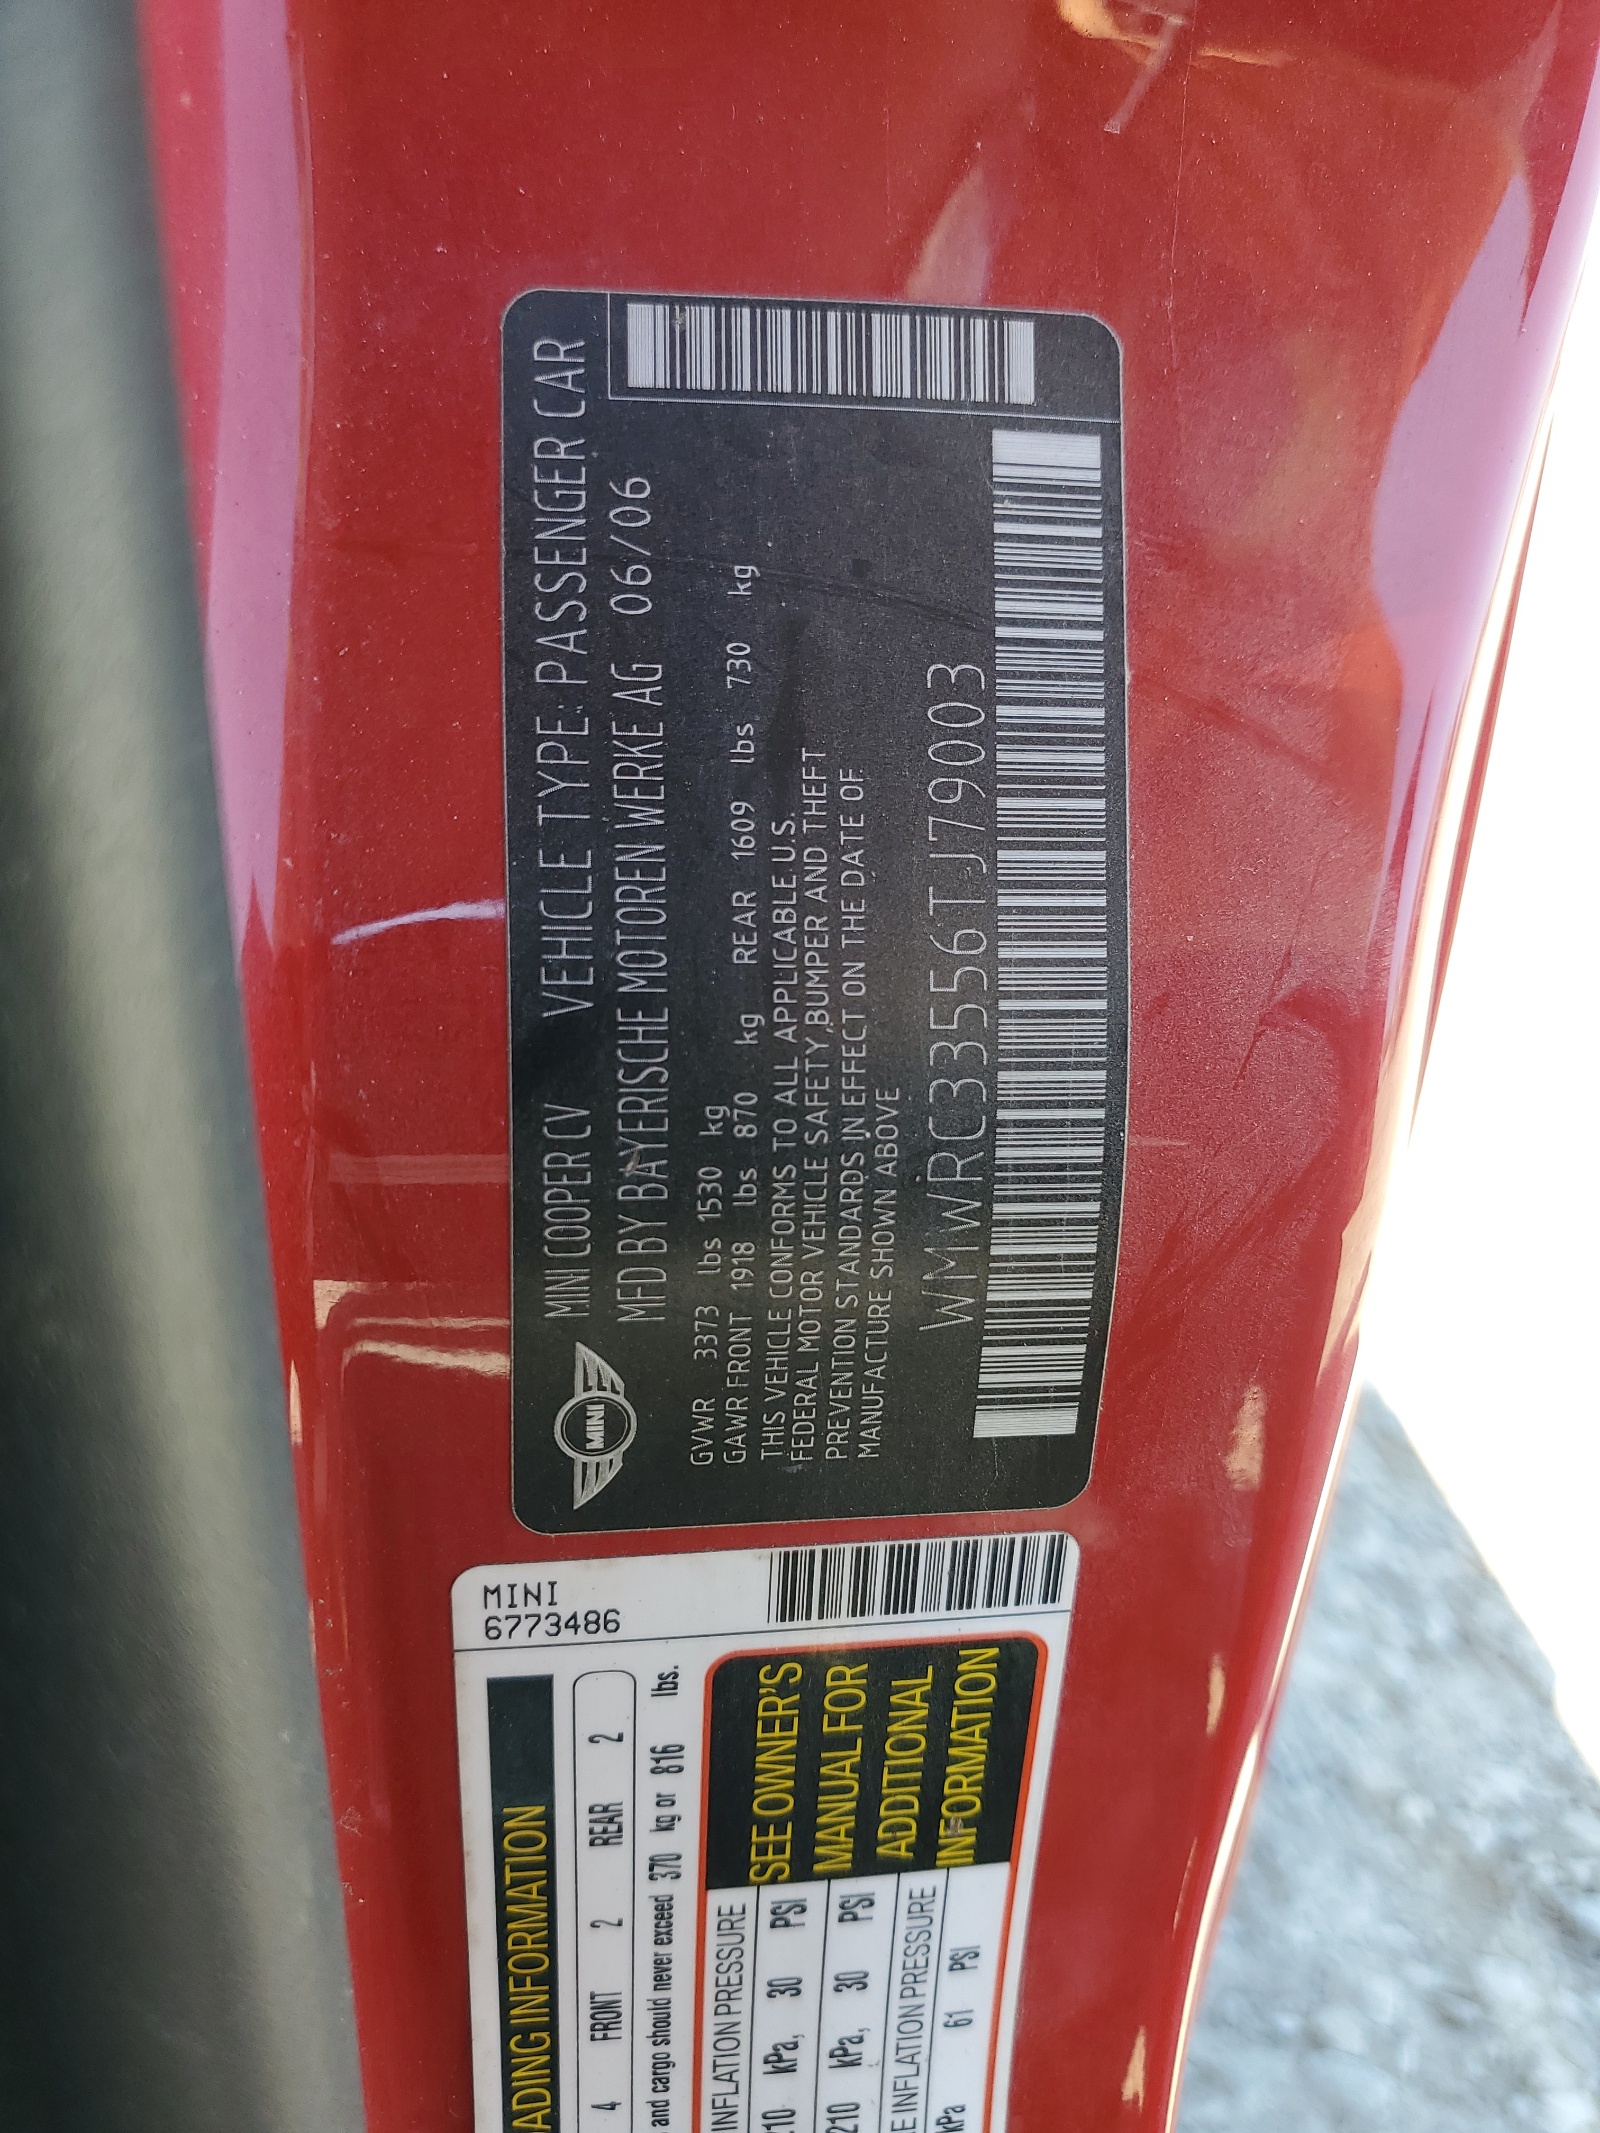 MINI
MINI COOPER CV VEHICLE TYPE: PASSENGER CAR
MFD BY BAYERISCHE MOTOREN WERKE AG 06/06
GVWR 3373 lbs 1530 kg
GAWR FRONT 1918 lbs 870 kg REAR 1609 lbs 730 kg
THIS VEHICLE CONFORMS TO ALL APPLICABLE U.S.
FEDERAL MOTOR VEHICLE SAFETY,BUMPER AND THEFT
PREVENTION STANDARDS IN EFFECT ON THE DATE OF
MANUFACTURE SHOWN ABOVE
WMWRC33556TJ79003
MINI
6773486
ADING INFORMATION
4 FRONT 2 REAR 2
and cargo should never exceed 370 kg or 816 lbs.
INFLATION PRESSURE
210 kPa, 30 PSI
210 kPa, 30 PSI
E INFLATION PRESSURE
kPa 61 PSI
SEE OWNER'S
MANUAL FOR
ADDITIONAL
INFORMATION